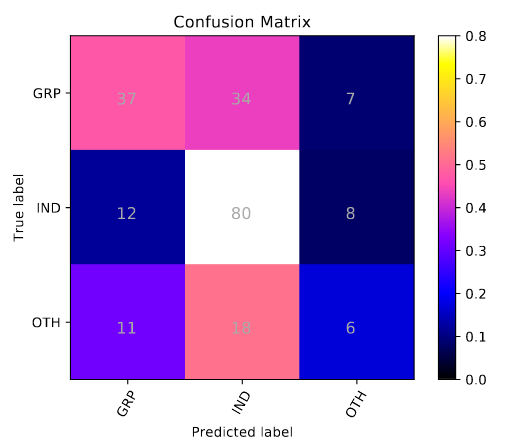 Confusion Matrix
GRP
37 34 7
IND
12 80 8
OTH
11 18 6
GRP IND OTH
True label
Predicted label
0.8
0.7
0.6
0.5
0.4
0.3
0.2
0.1
0.0